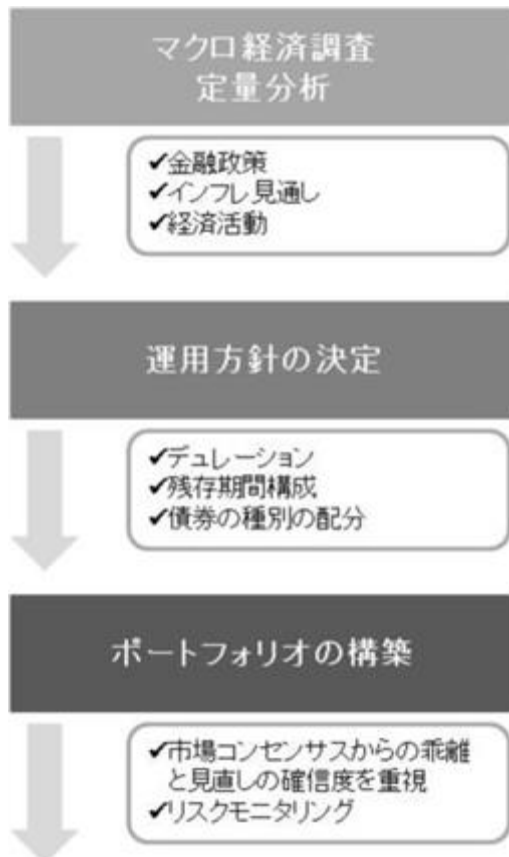 マクロ経済調査
定量分析
✓金融政策
✓インフレ見通し
✓経済活動
運用方針の決定
✓デュレーション
✓残存期間構成
✓債券の種別の配分
ポートフォリオの構築
✓市場コンセンサスからの乖離
と見直しの確信度を重視
✓リスクモニタリング